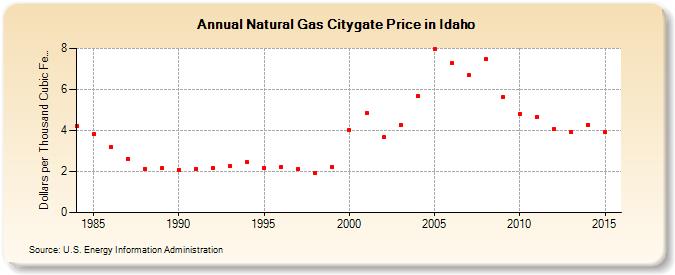 Annual Natural Gas Citygate Price in Idaho
Dollars per Thousand Cubic Fe...
8
6
4
2
0
1985 1990 1995 2000 2005 2010 2015
Source: U.S. Energy Information Administration